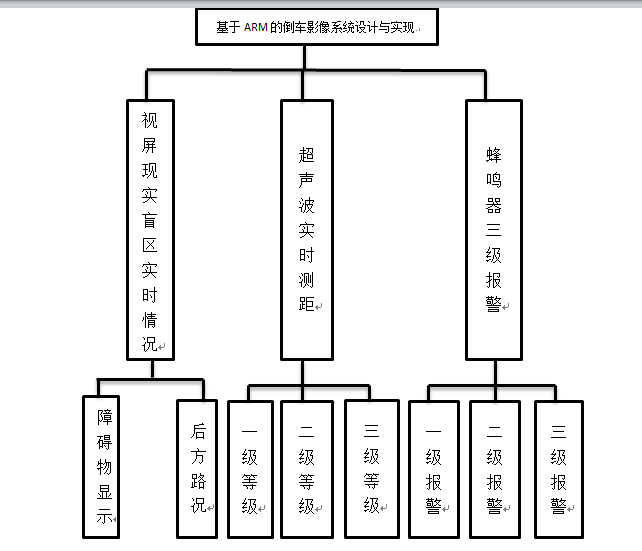 基于 ARM 的倒车影像系统设计与实现
视屏现实盲区实时情况
超声波实时测距
蜂鸣器三级报警
障碍物显示
后方路况
一级等级
二级等级
三级等级
一级报警
二级报警
三级报警